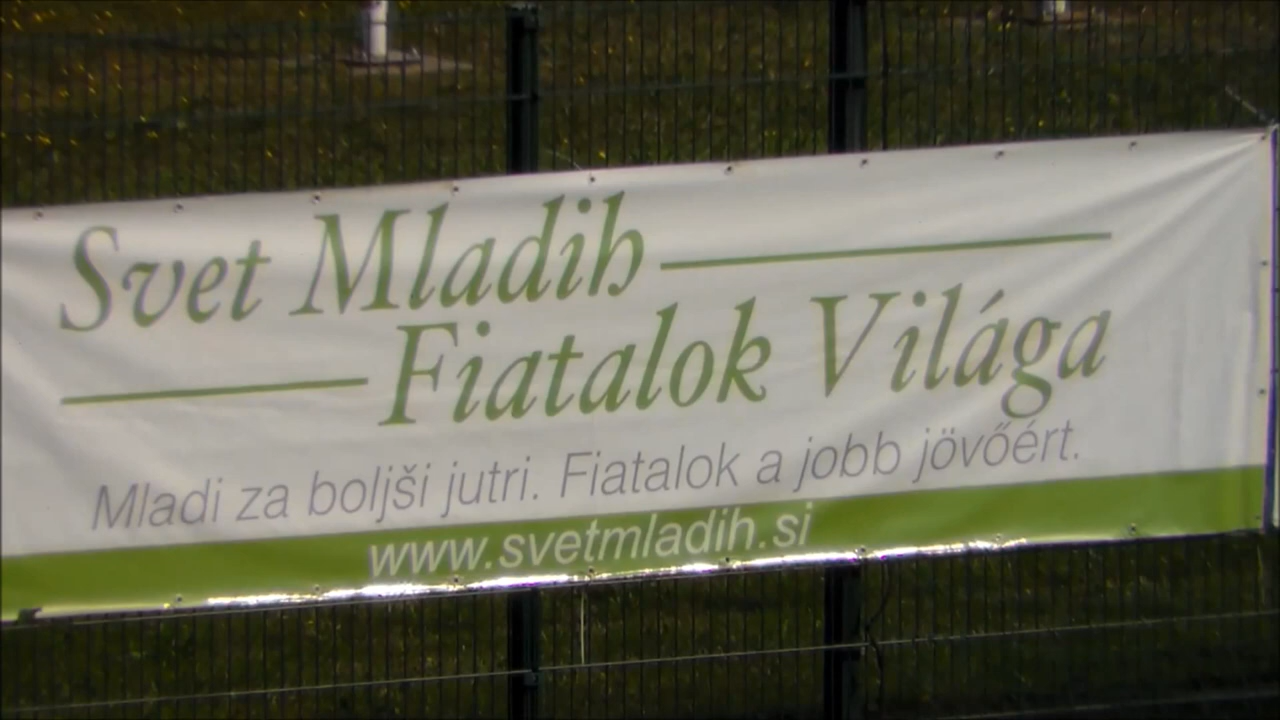 Svet Mladih
Fiatalok Világa
Mladi za boljši jutri. Fiatalok a jobb jövőért.
www.svetmladih.si